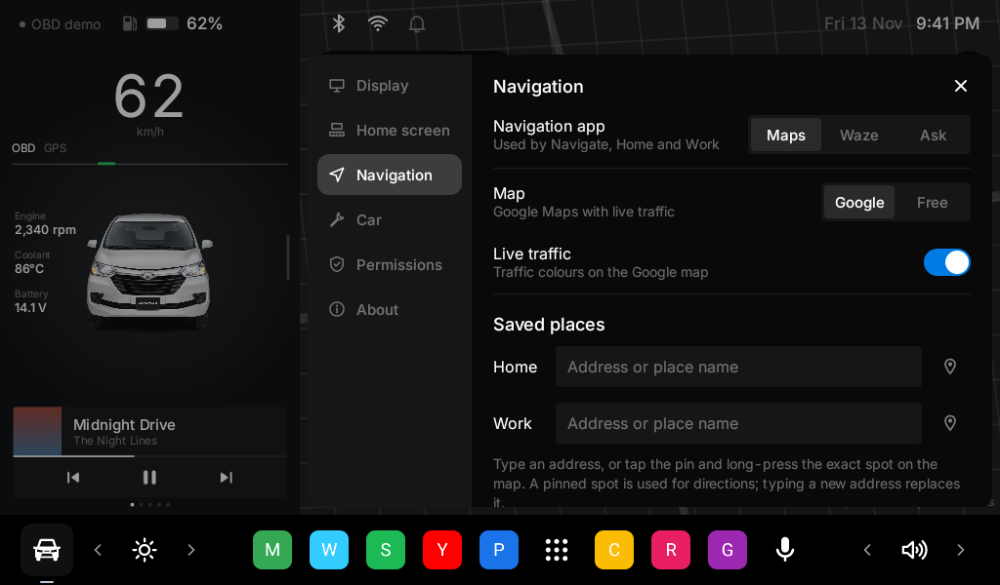 OBD demo
62%
Fri 13 Nov 9:41 PM
62
km/h
OBD GPS
Engine
2,340 rpm
Coolant
86°C
Battery
14.1 V
Midnight Drive
The Night Lines
Display
Home screen
Navigation
Car
Permissions
About
Navigation
Navigation app
Used by Navigate, Home and Work
Maps Waze Ask
Map
Google Maps with live traffic
Google Free
Live traffic
Traffic colours on the Google map
Saved places
Home Address or place name
Work Address or place name
Type an address, or tap the pin and long-press the exact spot on the
map. A pinned spot is used for directions; typing a new address replaces
it.
M W S Y P C R G